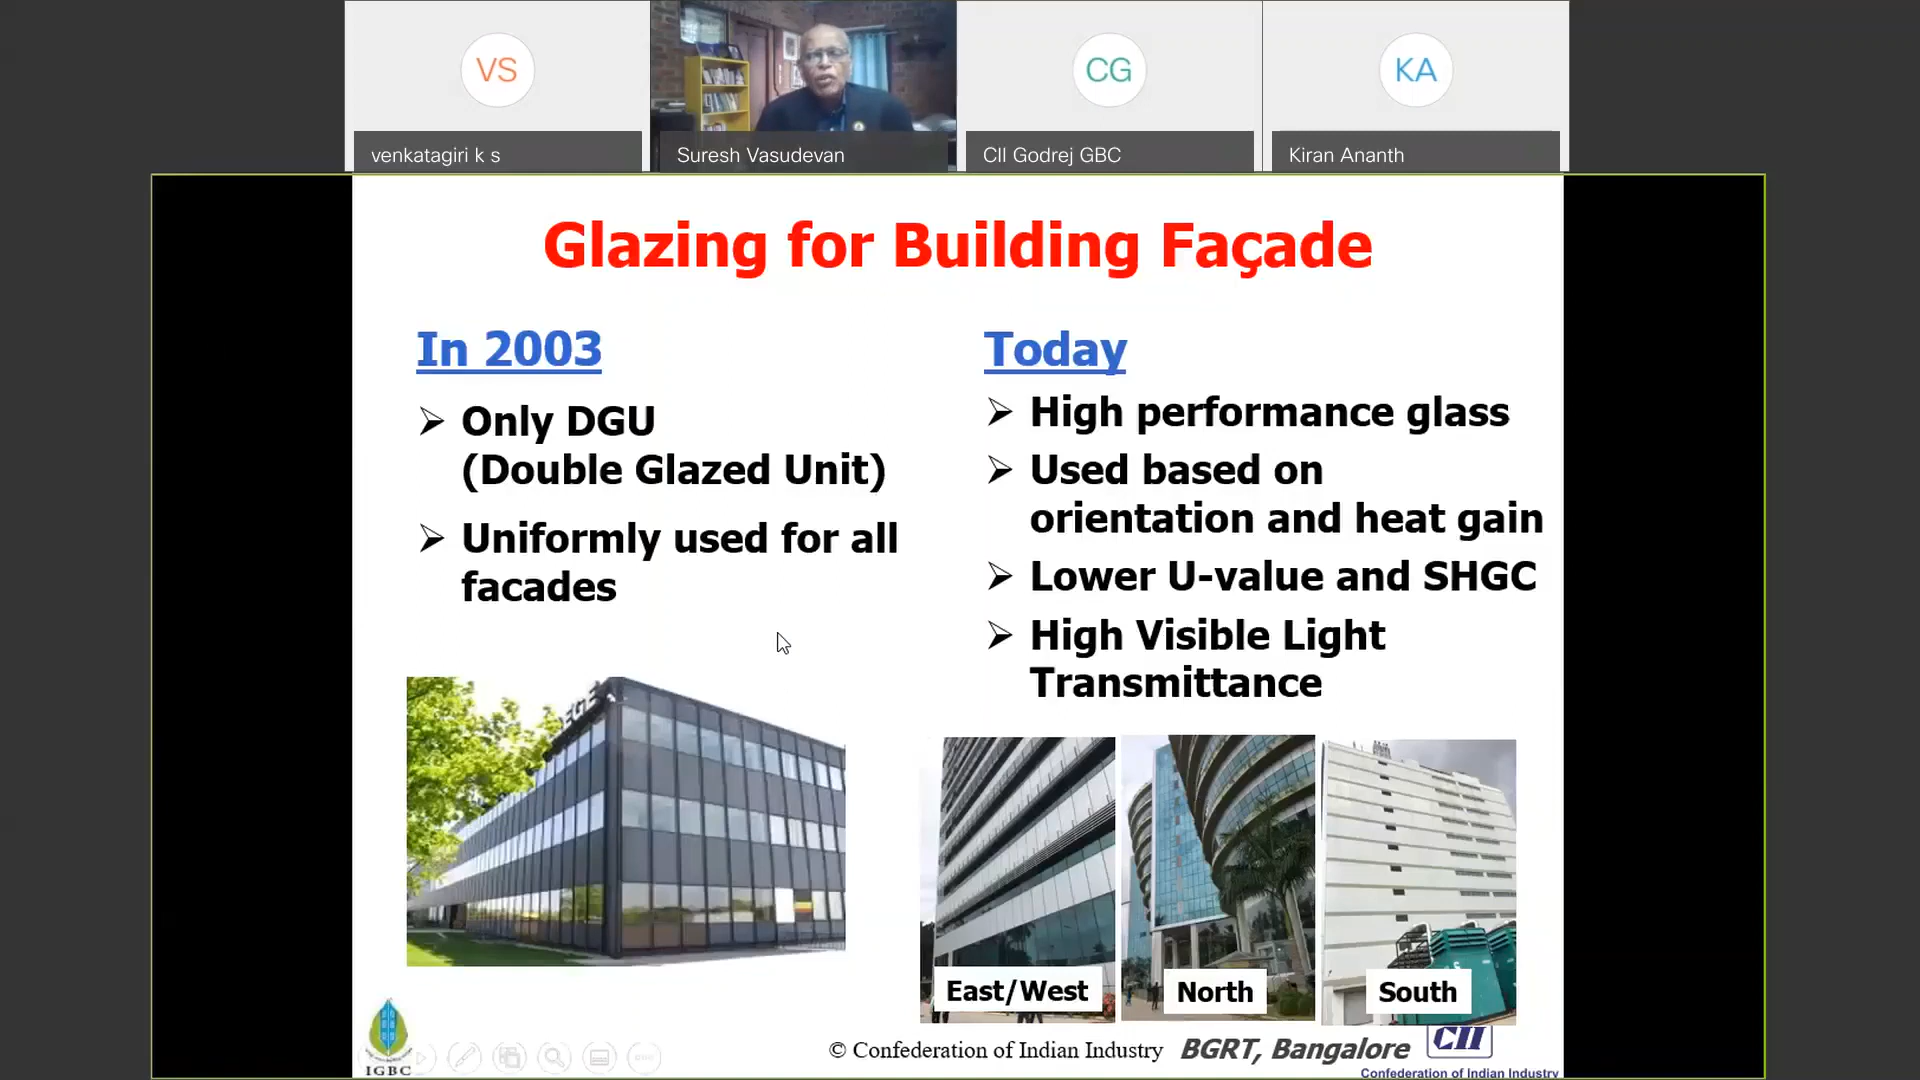 VS
CG
KA
venkatagiri k s
Suresh Vasudevan
CII Godrej GBC
Kiran Ananth
Glazing for Building Façade
In 2003
➢ Only DGU
(Double Glazed Unit)
➢ Uniformly used for all
facades
Today
➢ High performance glass
➢ Used based on
orientation and heat gain
➢ Lower U-value and SHGC
➢ High Visible Light
Transmittance
East/West
North
South
IGBC
© Confederation of Indian Industry
BGRT, Bangalore
CII
Confederation of Indian Industry